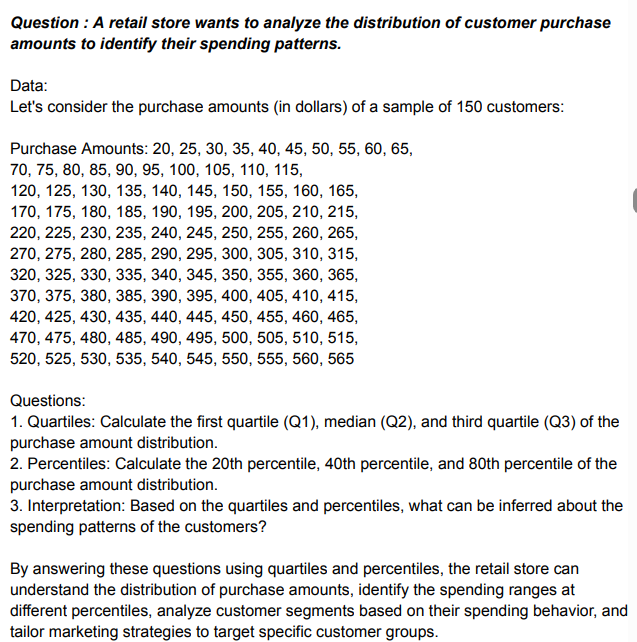 Question : A retail store wants to analyze the distribution of customer purchase
amounts to identify their spending patterns.
Data:
Let's consider the purchase amounts (in dollars) of a sample of 150 customers:
Purchase Amounts: 20, 25, 30, 35, 40, 45, 50, 55, 60, 65,
70, 75, 80, 85, 90, 95, 100, 105, 110, 115,
120, 125, 130, 135, 140, 145, 150, 155, 160, 165,
170, 175, 180, 185, 190, 195, 200, 205, 210, 215,
220, 225, 230, 235, 240, 245, 250, 255, 260, 265,
270, 275, 280, 285, 290, 295, 300, 305, 310, 315,
320, 325, 330, 335, 340, 345, 350, 355, 360, 365,
370, 375, 380, 385, 390, 395, 400, 405, 410, 415,
420, 425, 430, 435, 440, 445, 450, 455, 460, 465,
470, 475, 480, 485, 490, 495, 500, 505, 510, 515,
520, 525, 530, 535, 540, 545, 550, 555, 560, 565
Questions:
1. Quartiles: Calculate the first quartile (Q1), median (Q2), and third quartile (Q3) of the
purchase amount distribution.
2. Percentiles: Calculate the 20th percentile, 40th percentile, and 80th percentile of the
purchase amount distribution.
3. Interpretation: Based on the quartiles and percentiles, what can be inferred about the
spending patterns of the customers?
By answering these questions using quartiles and percentiles, the retail store can
understand the distribution of purchase amounts, identify the spending ranges at
different percentiles, analyze customer segments based on their spending behavior, and
tailor marketing strategies to target specific customer groups.